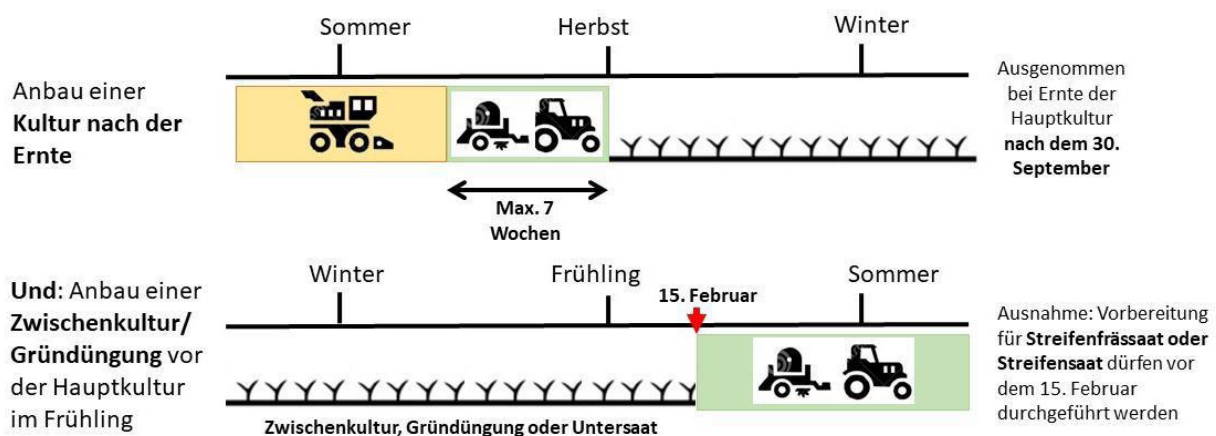 Sommer
Herbst
Winter
Anbau einer
Kultur nach der
Ernte
Max. 7
Wochen
Ausgenommen
bei Ernte der
Hauptkultur
nach dem 30.
September
Winter
Frühling
15. Februar
Sommer
Und: Anbau einer
Zwischenkultur/
Gründüngung vor
der Hauptkultur
im Frühling
Zwischenkultur, Gründüngung oder Untersaat
Ausnahme: Vorbereitung
für Streifenfrässaat oder
Streifensaat dürfen vor
dem 15. Februar
durchgeführt werden